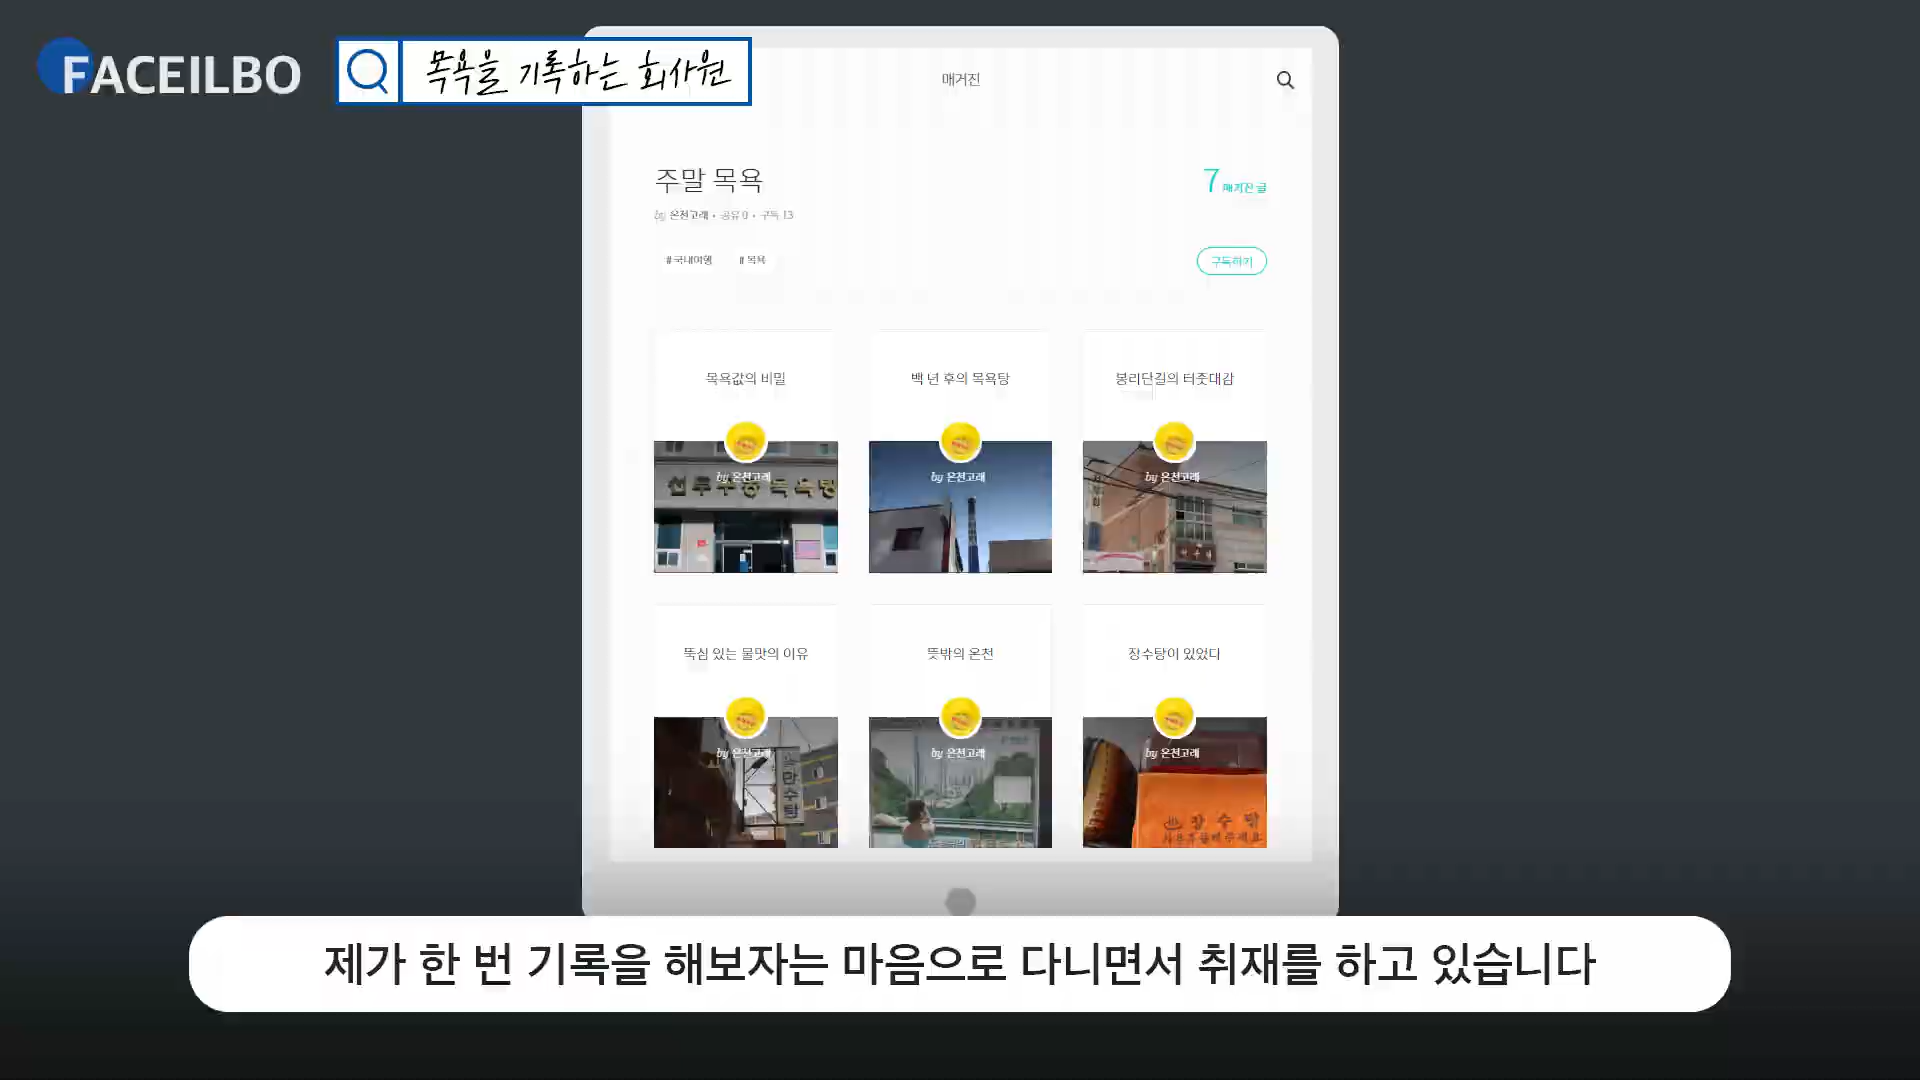 FACEILBO
목욕을 기록하는 회사원
매거진
주말 목욕
7 매거진 글
by 온천고래 • 공유 0 • 구독 13
#국내여행 #목욕
구독하기
목욕값의 비밀
백 년 후의 목욕탕
봉리단길의 터줏대감
by 온천고래
by 온천고래
by 온천고래
뚝심 있는 물맛의 이유
뜻밖의 온천
장수탕이 있었다
by 온천고래
by 온천고래
by 온천고래
만수탕
장수탕
제가 한 번 기록을 해보자는 마음으로 다니면서 취재를 하고 있습니다